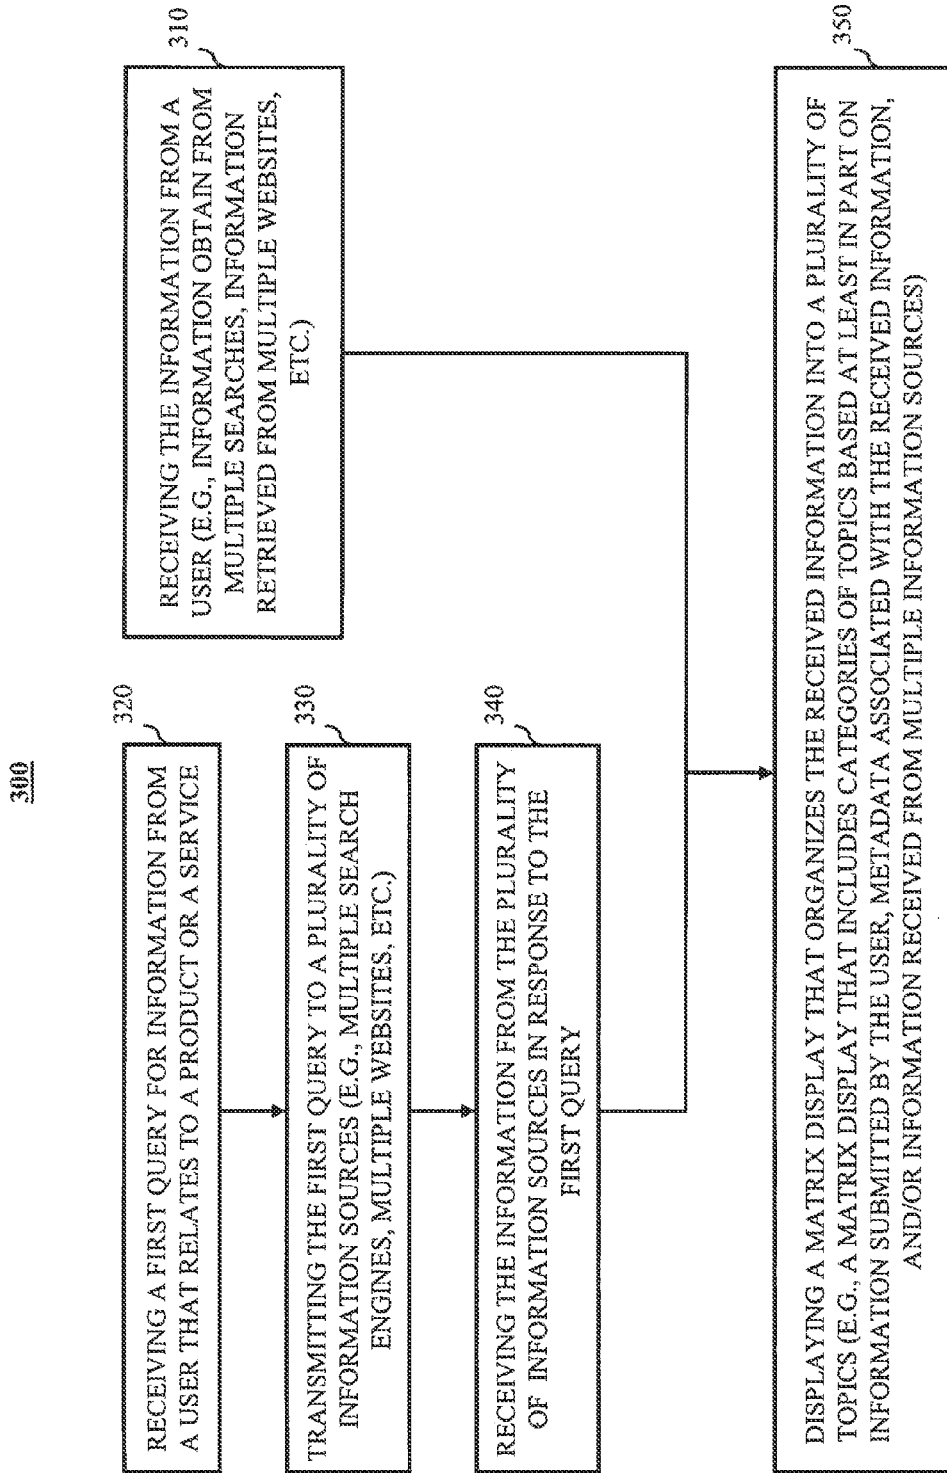 300
320
RECEIVING A FIRST QUERY FOR INFORMATION FROM
A USER THAT RELATES TO A PRODUCT OR A SERVICE
330
TRANSMITTING THE FIRST QUERY TO A PLURALITY OF
INFORMATION SOURCES (E.G., MULTIPLE SEARCH
ENGINES, MULTIPLE WEBSITES, ETC.)
340
RECEIVING THE INFORMATION FROM THE PLURALITY
OF INFORMATION SOURCES IN RESPONSE TO THE
FIRST QUERY
310
RECEIVING THE INFORMATION FROM A
USER (E.G., INFORMATION OBTAIN FROM
MULTIPLE SEARCHES, INFORMATION
RETRIEVED FROM MULTIPLE WEBSITES,
ETC.)
350
DISPLAYING A MATRIX DISPLAY THAT ORGANIZES THE RECEIVED INFORMATION INTO A PLURALITY OF
TOPICS (E.G., A MATRIX DISPLAY THAT INCLUDES CATEGORIES OF TOPICS BASED AT LEAST IN PART ON
INFORMATION SUBMITTED BY THE USER, METADATA ASSOCIATED WITH THE RECEIVED INFORMATION,
AND/OR INFORMATION RECEIVED FROM MULTIPLE INFORMATION SOURCES)